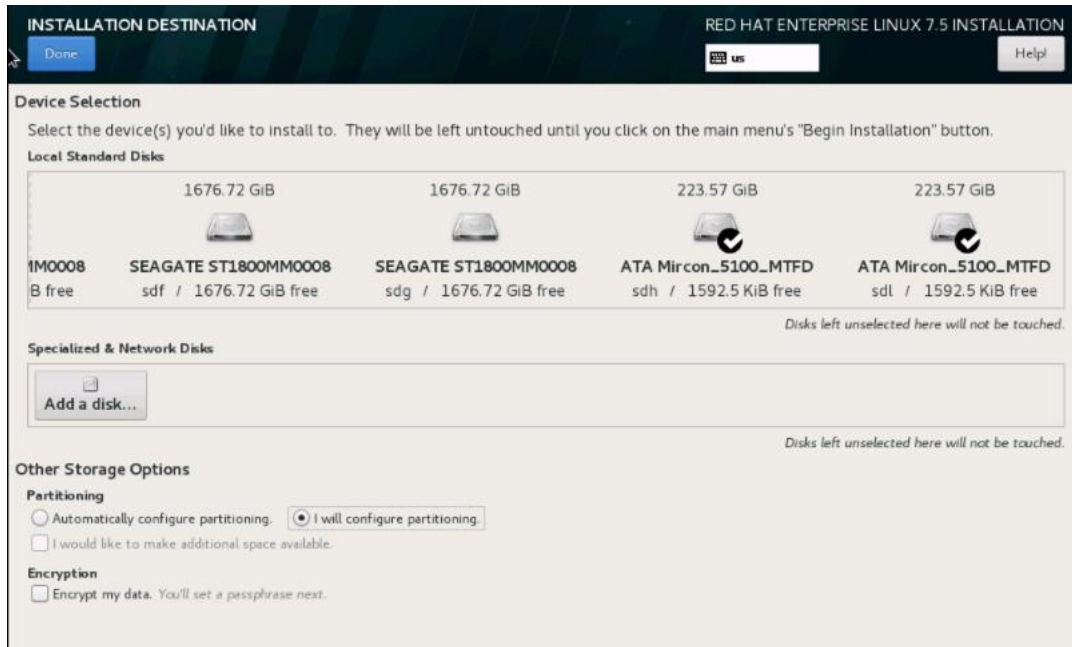 INSTALLATION DESTINATION
RED HAT ENTERPRISE LINUX 7.5 INSTALLATION
Done
us
Help!
Device Selection
Select the device(s) you'd like to install to. They will be left untouched until you click on the main menu's "Begin Installation" button.
Local Standard Disks
1676.72 GiB
1676.72 GiB
223.57 GiB
223.57 GiB
MM0008
SEAGATE ST1800MM0008
SEAGATE ST1800MM0008
ATA Mircon_5100_MTFD
ATA Mircon_5100_MTFD
B free
sdf / 1676.72 GiB free
sdg / 1676.72 GiB free
sdh / 1592.5 KiB free
sdl / 1592.5 KiB free
Disks left unselected here will not be touched.
Specialized & Network Disks
Add a disk...
Disks left unselected here will not be touched.
Other Storage Options
Partitioning
Automatically configure partitioning.
I will configure partitioning.
I would like to make additional space available.
Encryption
Encrypt my data. You'll set a passphrase next.